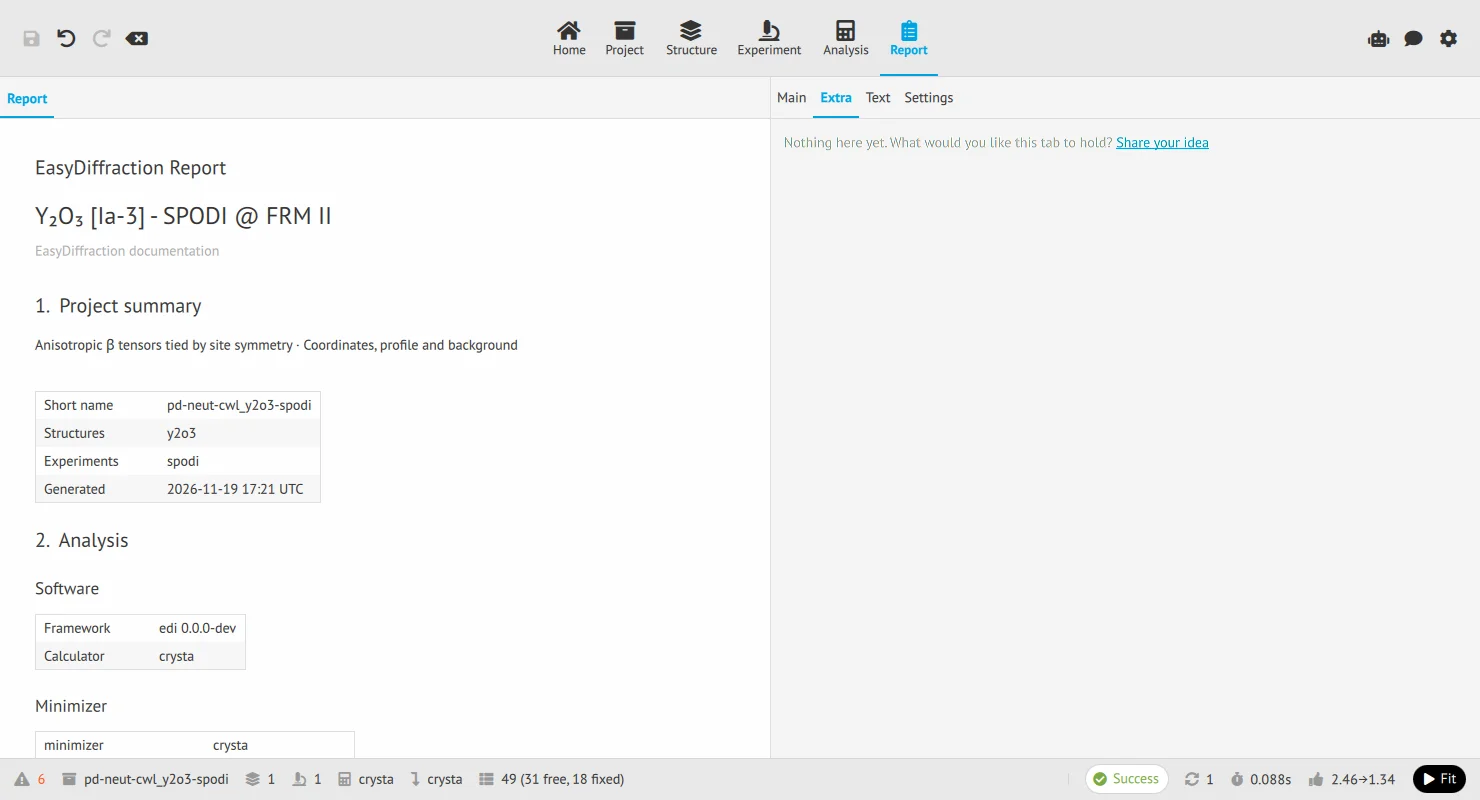 Home Project Structure Experiment Analysis Report
Report
Main Extra Text Settings
Nothing here yet. What would you like this tab to hold? Share your idea
EasyDiffraction Report
Y₂O₃ [Ia-3] - SPODI @ FRM II
EasyDiffraction documentation
1. Project summary
Anisotropic β tensors tied by site symmetry · Coordinates, profile and background
Short name pd-neut-cwl_y2o3-spodi
Structures y2o3
Experiments spodi
Generated 2026-11-19 17:21 UTC
2. Analysis
Software
Framework edi 0.0.0-dev
Calculator crysta
Minimizer
minimizer crysta
6 pd-neut-cwl_y2o3-spodi 1 1 crysta crysta 49 (31 free, 18 fixed) Success 1 0.088s 2.46→1.34 Fit